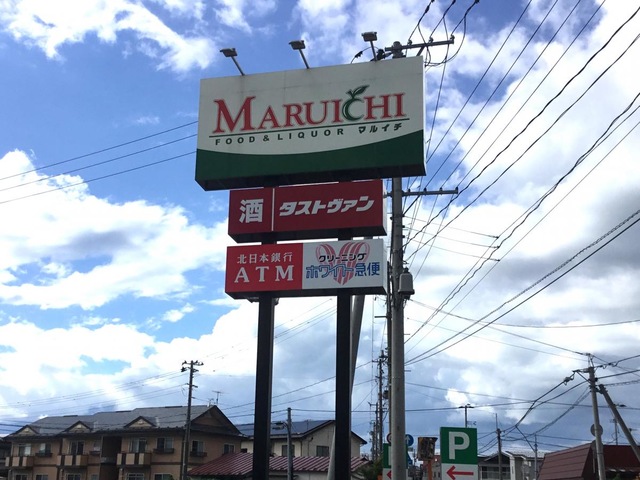 MARUICHI
FOOD & LIQUOR マルイチ
酒 タストヴァン
北日本銀行
ATM
クリーニング
ホワイト急便
P